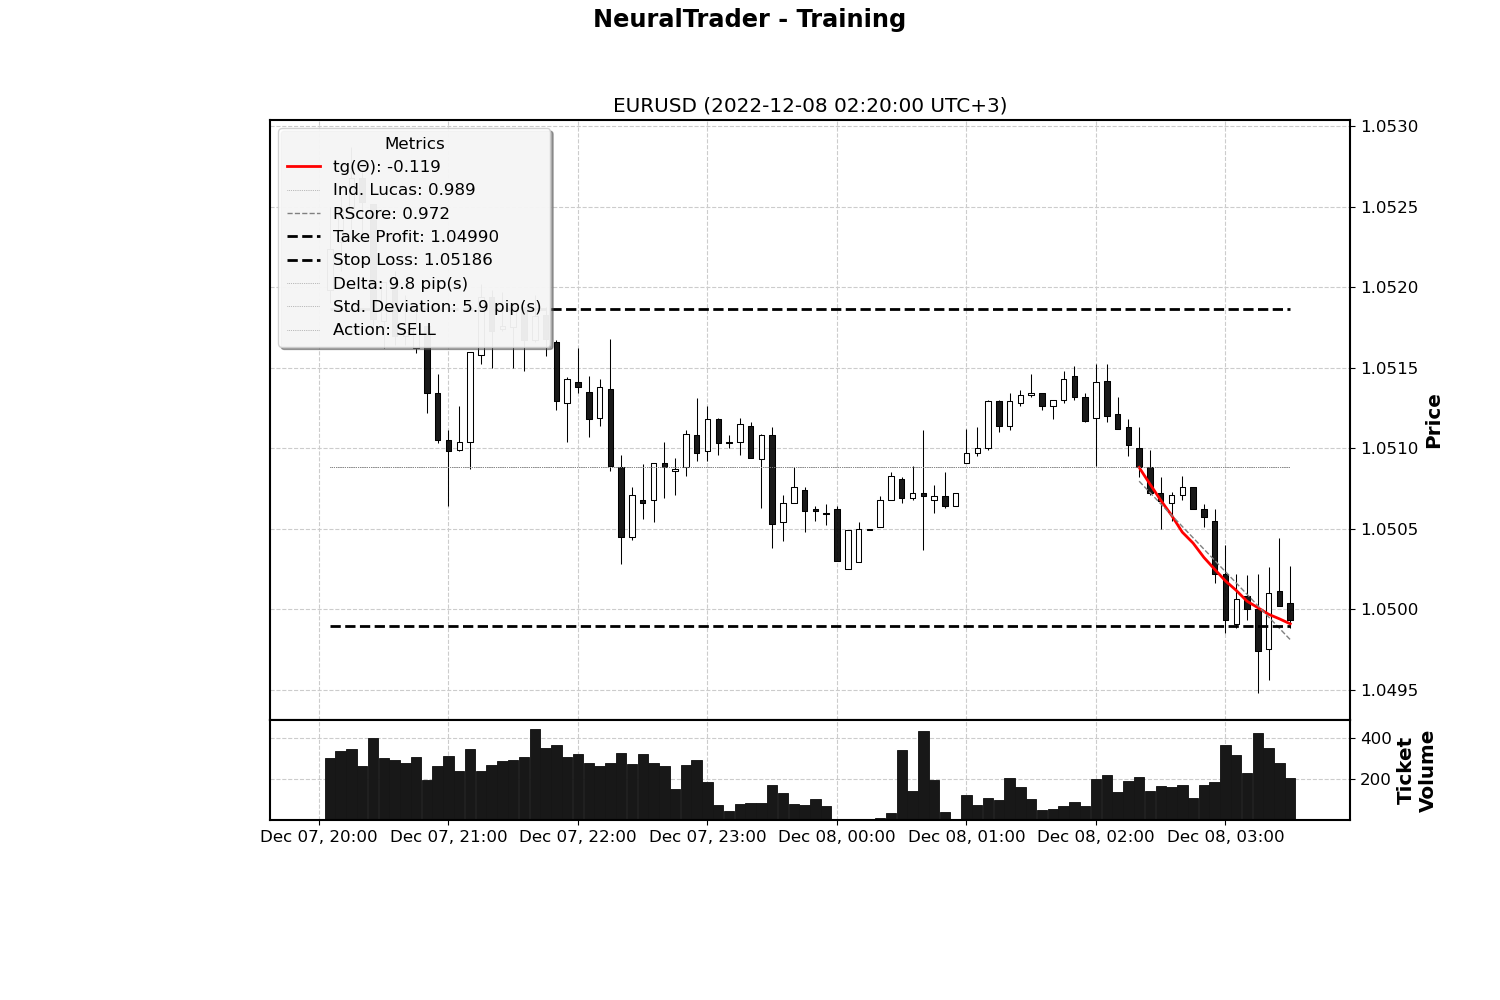 NeuralTrader - Training
EURUSD (2022-12-08 02:20:00 UTC+3)
Metrics
tg(Θ): -0.119
Ind. Lucas: 0.989
RScore: 0.972
Take Profit: 1.04990
Stop Loss: 1.05186
Delta: 9.8 pip(s)
Std. Deviation: 5.9 pip(s)
Action: SELL
1.0530
1.0525
1.0520
1.0515
1.0510
1.0505
1.0500
1.0495
Price
400
200
Ticket
Volume
Dec 07, 20:00
Dec 07, 21:00
Dec 07, 22:00
Dec 07, 23:00
Dec 08, 00:00
Dec 08, 01:00
Dec 08, 02:00
Dec 08, 03:00